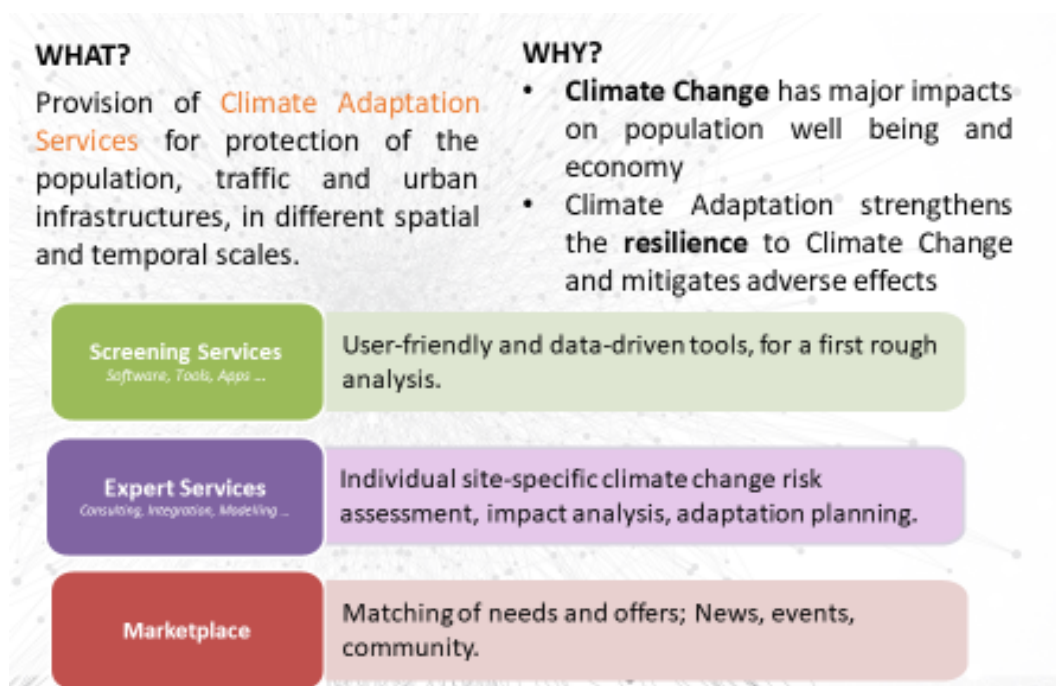 WHAT?
Provision of Climate Adaptation
Services for protection of the
population, traffic and urban
infrastructures, in different spatial
and temporal scales.
WHY?
• Climate Change has major impacts
on population well being and
economy
• Climate Adaptation strengthens
the resilience to Climate Change
and mitigates adverse effects
Screening Services
Software, Tools, Apps ...
User-friendly and data-driven tools, for a first rough
analysis.
Expert Services
Consulting, Integration, Modelling ...
Individual site-specific climate change risk
assessment, impact analysis, adaptation planning.
Marketplace
Matching of needs and offers; News, events,
community.